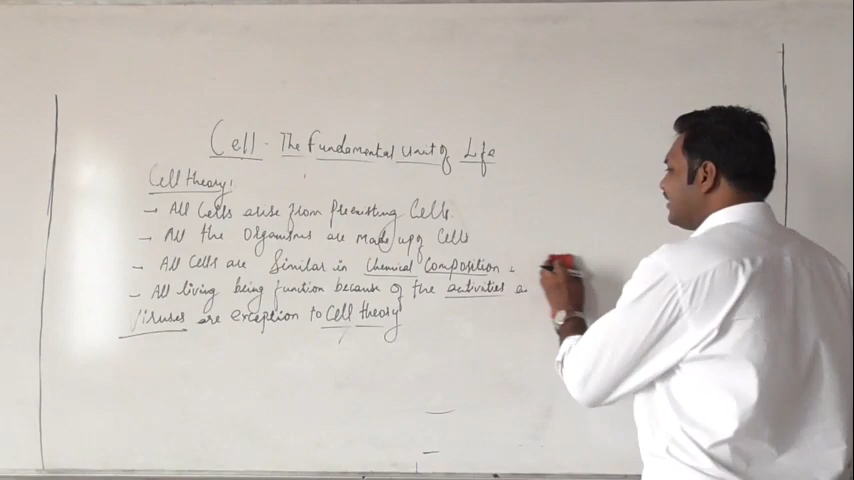 Cell - The Fundamental Unit of Life
Cell theory:
→ All Cells arise from Preexisting Cells.
→ All the Organisms are Made up of Cells
→ All Cells are Similar in Chemical Composition &
→ All living being function because of the activities
Viruses are exception to Cell theory